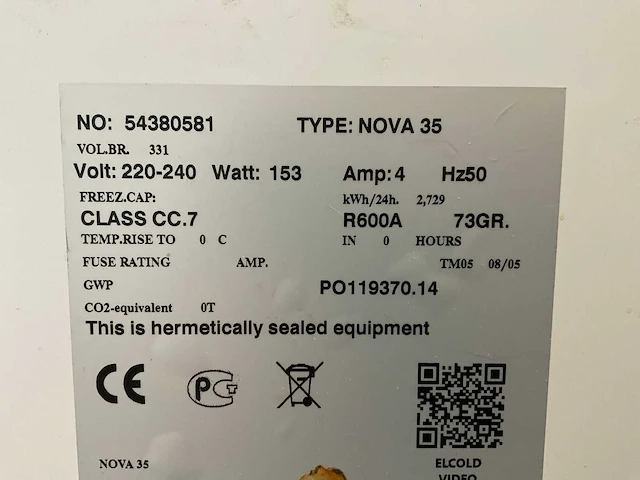 NO: 54380581 TYPE: NOVA 35
VOL.BR. 331
Volt: 220-240 Watt: 153 Amp: 4 Hz50
FREEZ.CAP: kWh/24h. 2,729
CLASS CC.7 R600A 73GR.
TEMP.RISE TO 0 C IN 0 HOURS
FUSE RATING AMP. TM05 08/05
GWP PO119370.14
CO2-equivalent 0T
This is hermetically sealed equipment
CE PCT
NOVA 35 ELCOLD
VIDEO